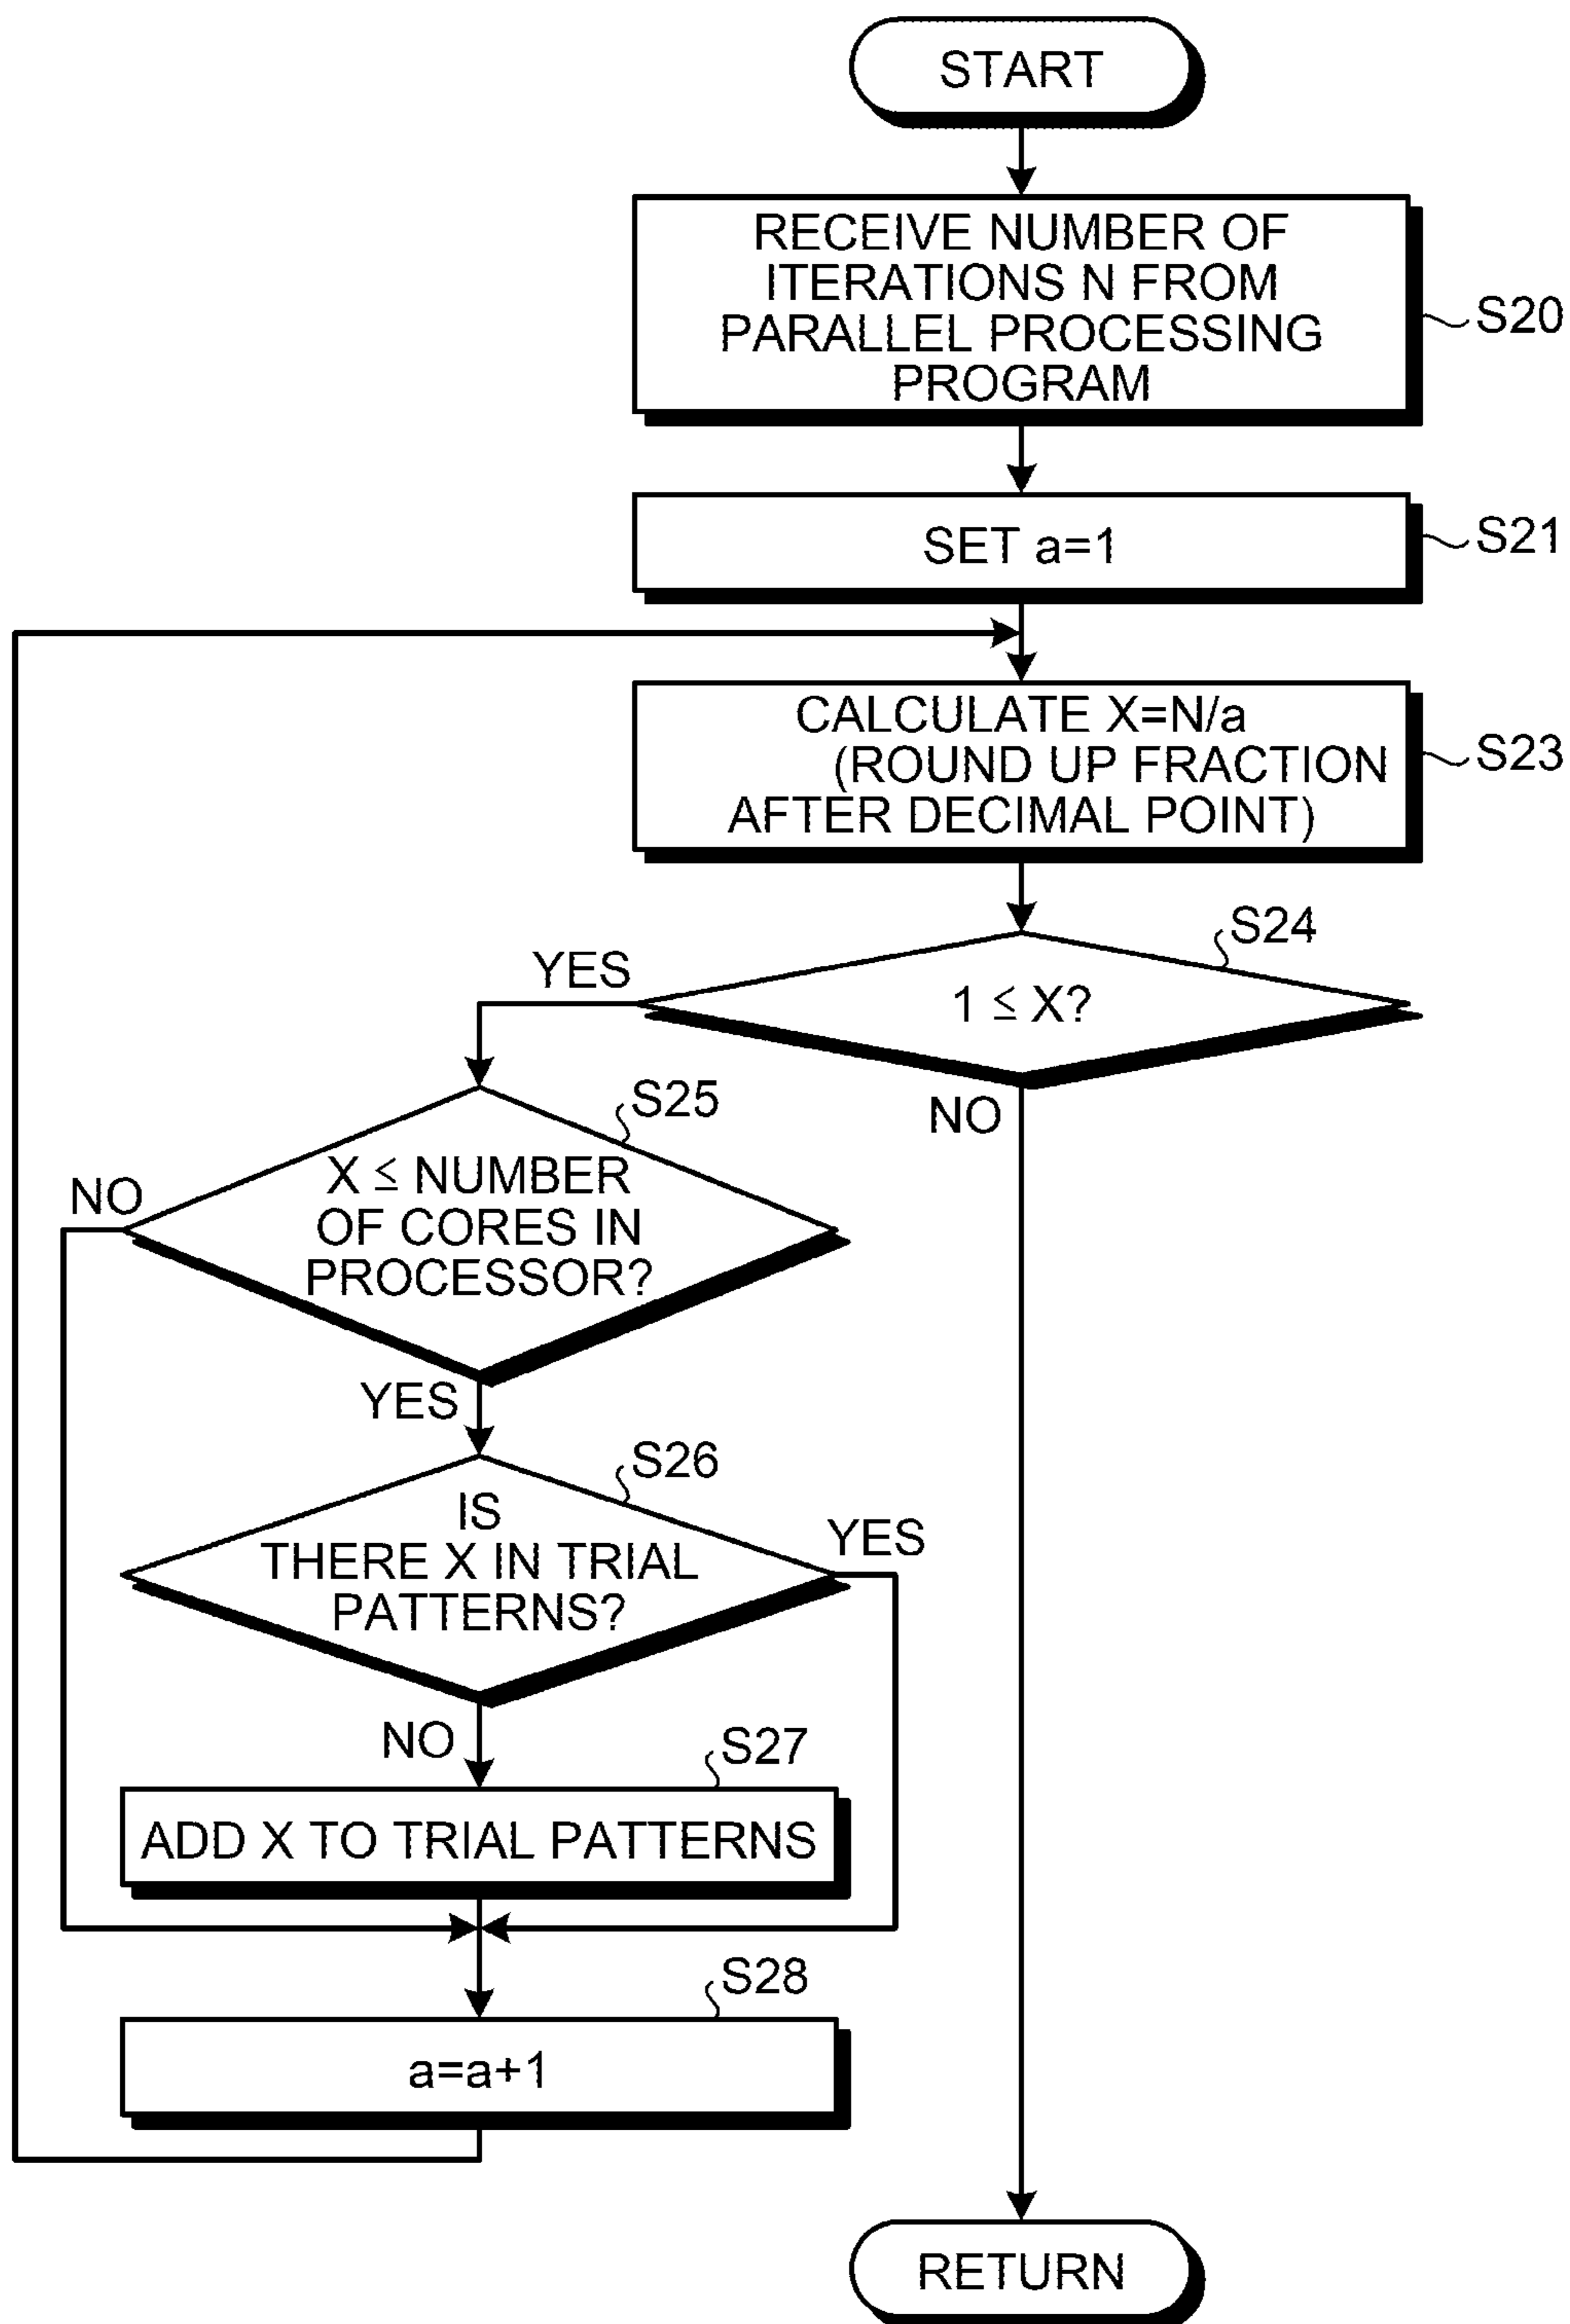 START
RECEIVE NUMBER OF
ITERATIONS N FROM
PARALLEL PROCESSING
PROGRAM
S20
SET a=1
S21
CALCULATE X=N/a
(ROUND UP FRACTION
AFTER DECIMAL POINT)
S23
S24
YES
1 ≤ X?
NO
S25
NO
X ≤ NUMBER
OF CORES IN
PROCESSOR?
YES
S26
IS
THERE X IN TRIAL
PATTERNS?
YES
NO
S27
ADD X TO TRIAL PATTERNS
S28
a=a+1
RETURN